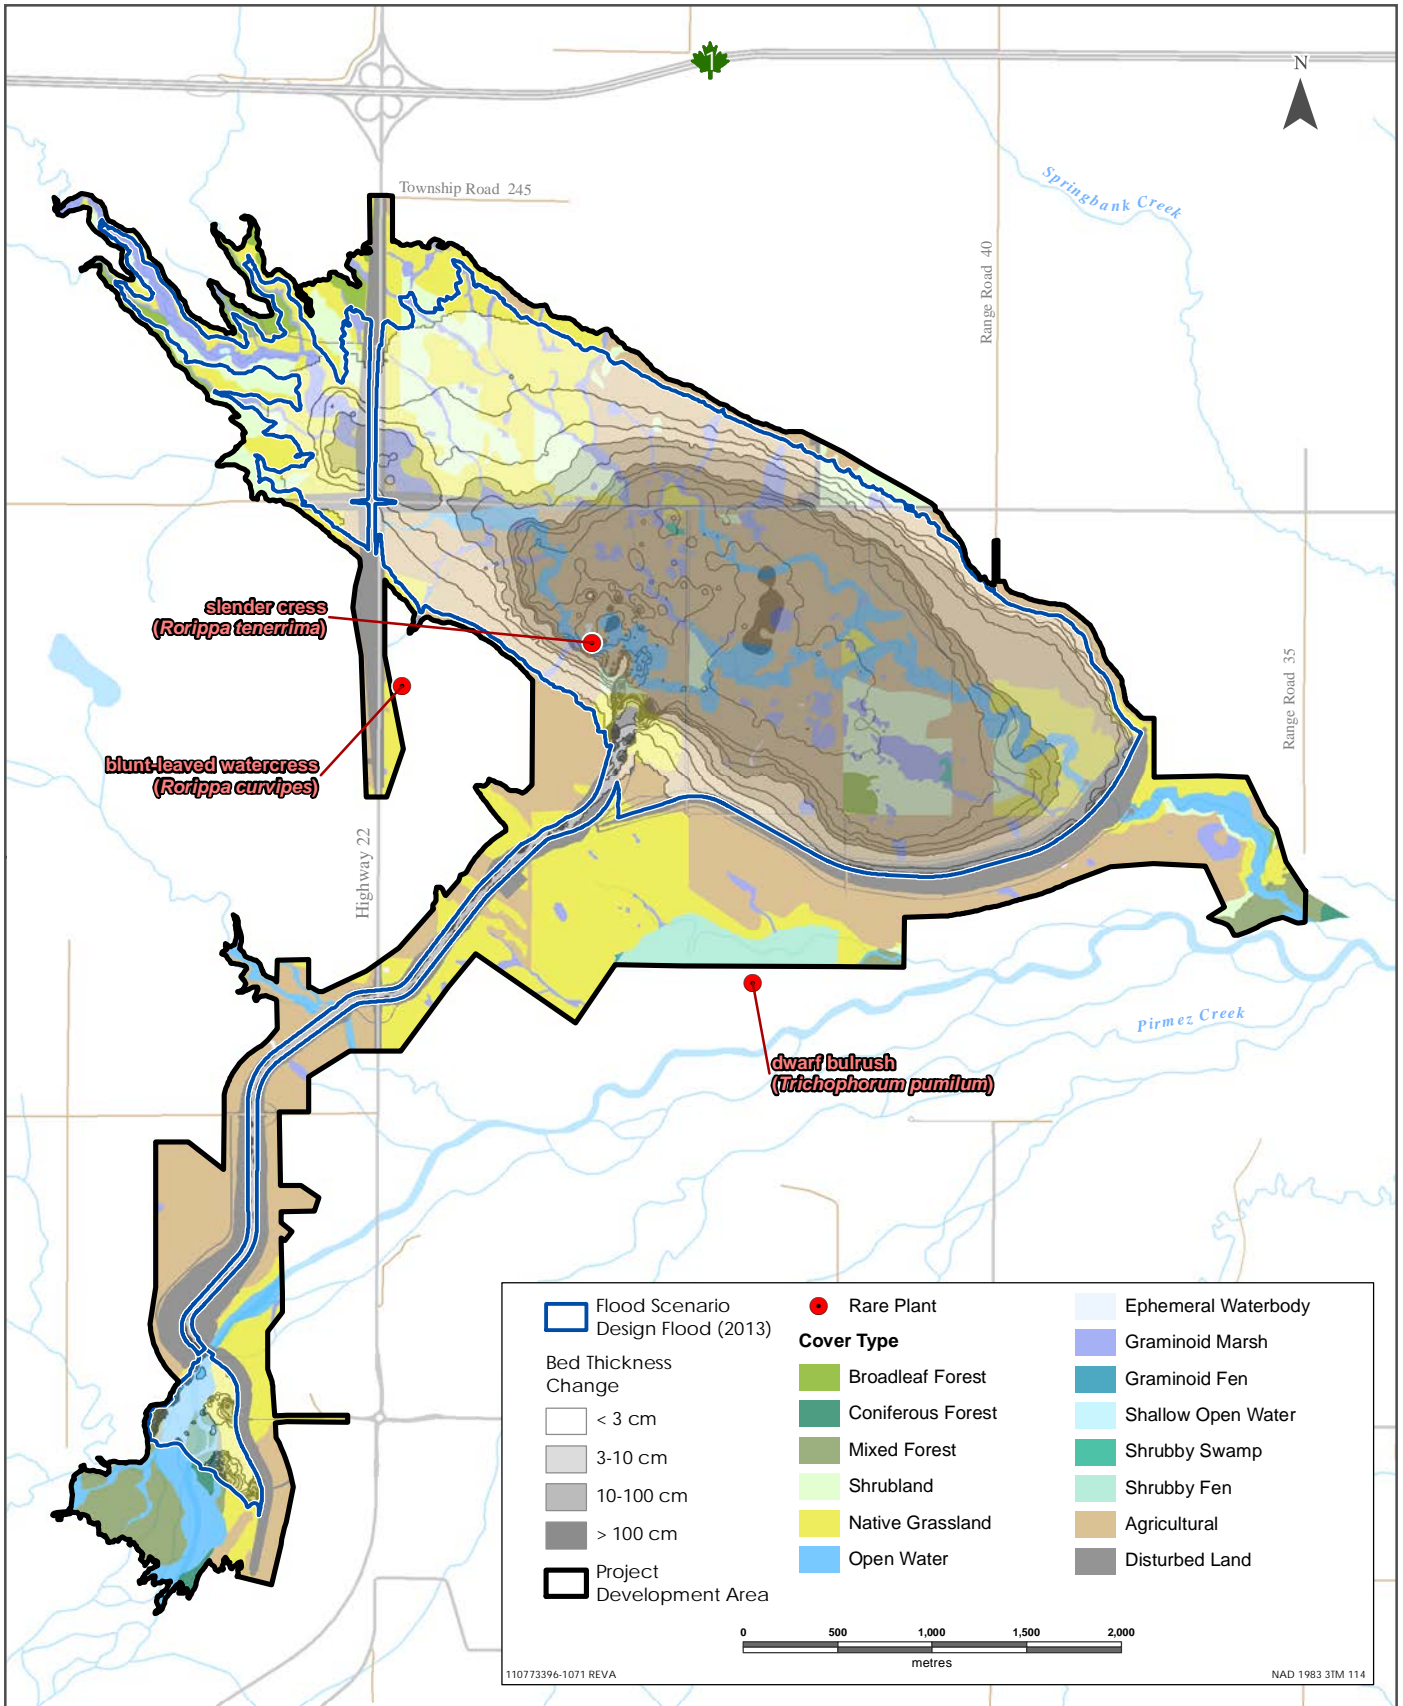 1
N
Township Road 245
Springbank Creek
Range Road 40
slender cress
(Rorippa tenerrima)
Range Road 35
blunt-leaved watercress
(Rorippa curvipes)
Highway 22
Pirmez Creek
dwarf bulrush
(Trichophorum pumilum)
Flood Scenario
Design Flood (2013)
Bed Thickness
Change
< 3 cm
3-10 cm
10-100 cm
> 100 cm
Project
Development Area
Rare Plant
Cover Type
Broadleaf Forest
Coniferous Forest
Mixed Forest
Shrubland
Native Grassland
Open Water
Ephemeral Waterbody
Graminoid Marsh
Graminoid Fen
Shallow Open Water
Shrubby Swamp
Shrubby Fen
Agricultural
Disturbed Land
0 500 1,000 1,500 2,000
metres
110773396-1071 REVA
NAD 1983 3TM 114